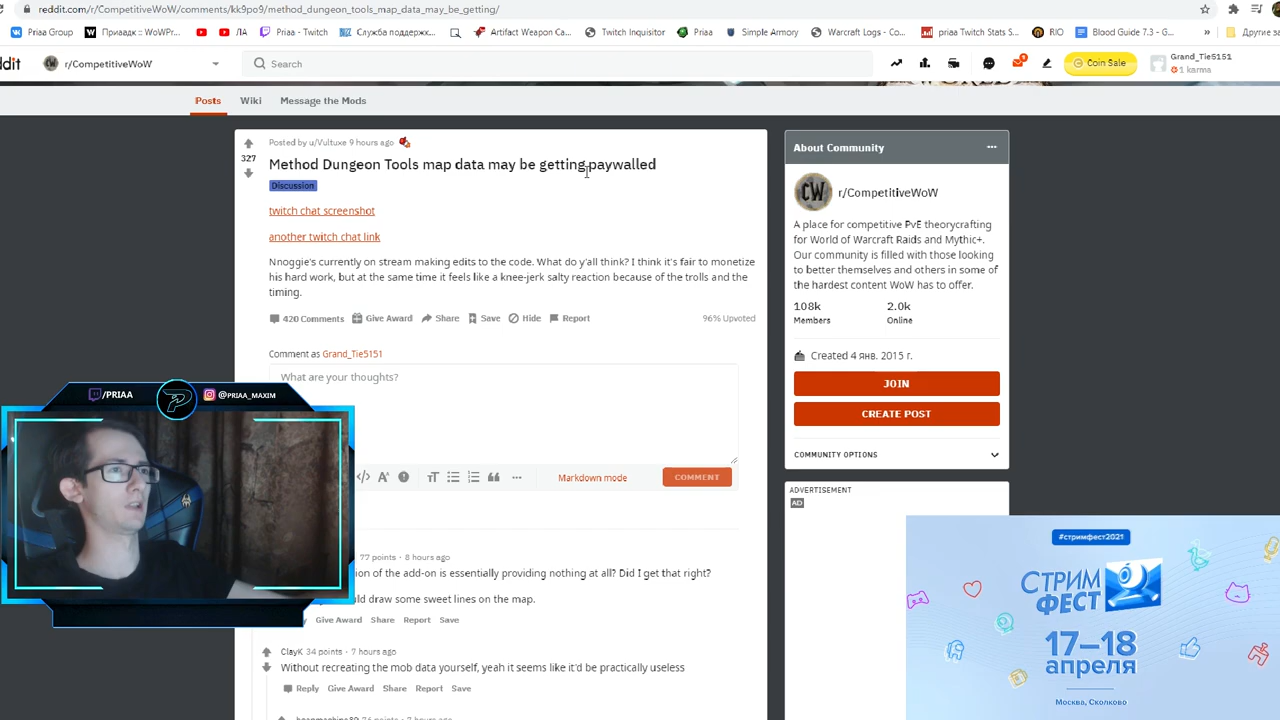 reddit.com/r/CompetitiveWoW/comments/kk9po9/method_dungeon_tools_map_data_may_be_getting/
Priaa Group
Приаадк :: WoWPr...
ЛА
Priaa - Twitch
Служба поддержк...
Artifact Weapon Ca...
Twitch Inquisitor
Priaa
Simple Armory
Warcraft Logs - Co...
priaa Twitch Stats S...
RIO
Blood Guide 7.3 - G...
»
Другие за
dit
r/CompetitiveWoW
Search
Coin Sale
Grand_Tie5151
1 karma
Posts
Wiki
Message the Mods
Posted by u/Vultuxe 9 hours ago
327
Method Dungeon Tools map data may be getting paywalled
Discussion
twitch chat screenshot
another twitch chat link
Nnoggie's currently on stream making edits to the code. What do y'all think? I think it's fair to monetize
his hard work, but at the same time it feels like a knee-jerk salty reaction because of the trolls and the
timing.
420 Comments
Give Award
Share
Save
Hide
Report
96% Upvoted
Comment as Grand_Tie5151
What are your thoughts?
Markdown mode
COMMENT
77 points · 8 hours ago
ion of the add-on is essentially providing nothing at all? Did I get that right?
uld draw some sweet lines on the map.
Give Award
Share
Report
Save
ClayK 34 points · 7 hours ago
Without recreating the mob data yourself, yeah it seems like it'd be practically useless
Reply
Give Award
Share
Report
Save
About Community
CW
r/CompetitiveWoW
A place for competitive PvE theorycrafting
for World of Warcraft Raids and Mythic+.
Our community is filled with those looking
to better themselves and others in some of
the hardest content WoW has to offer.
108k
2.0k
Members
Online
Created 4 янв. 2015 г.
JOIN
CREATE POST
COMMUNITY OPTIONS
ADVERTISEMENT
AD
/PRIAA
@PRIAA_MAXIM
#стримфест2021
СТРИМ
ФЕСТ
17–18
апреля
Москва, Сколково